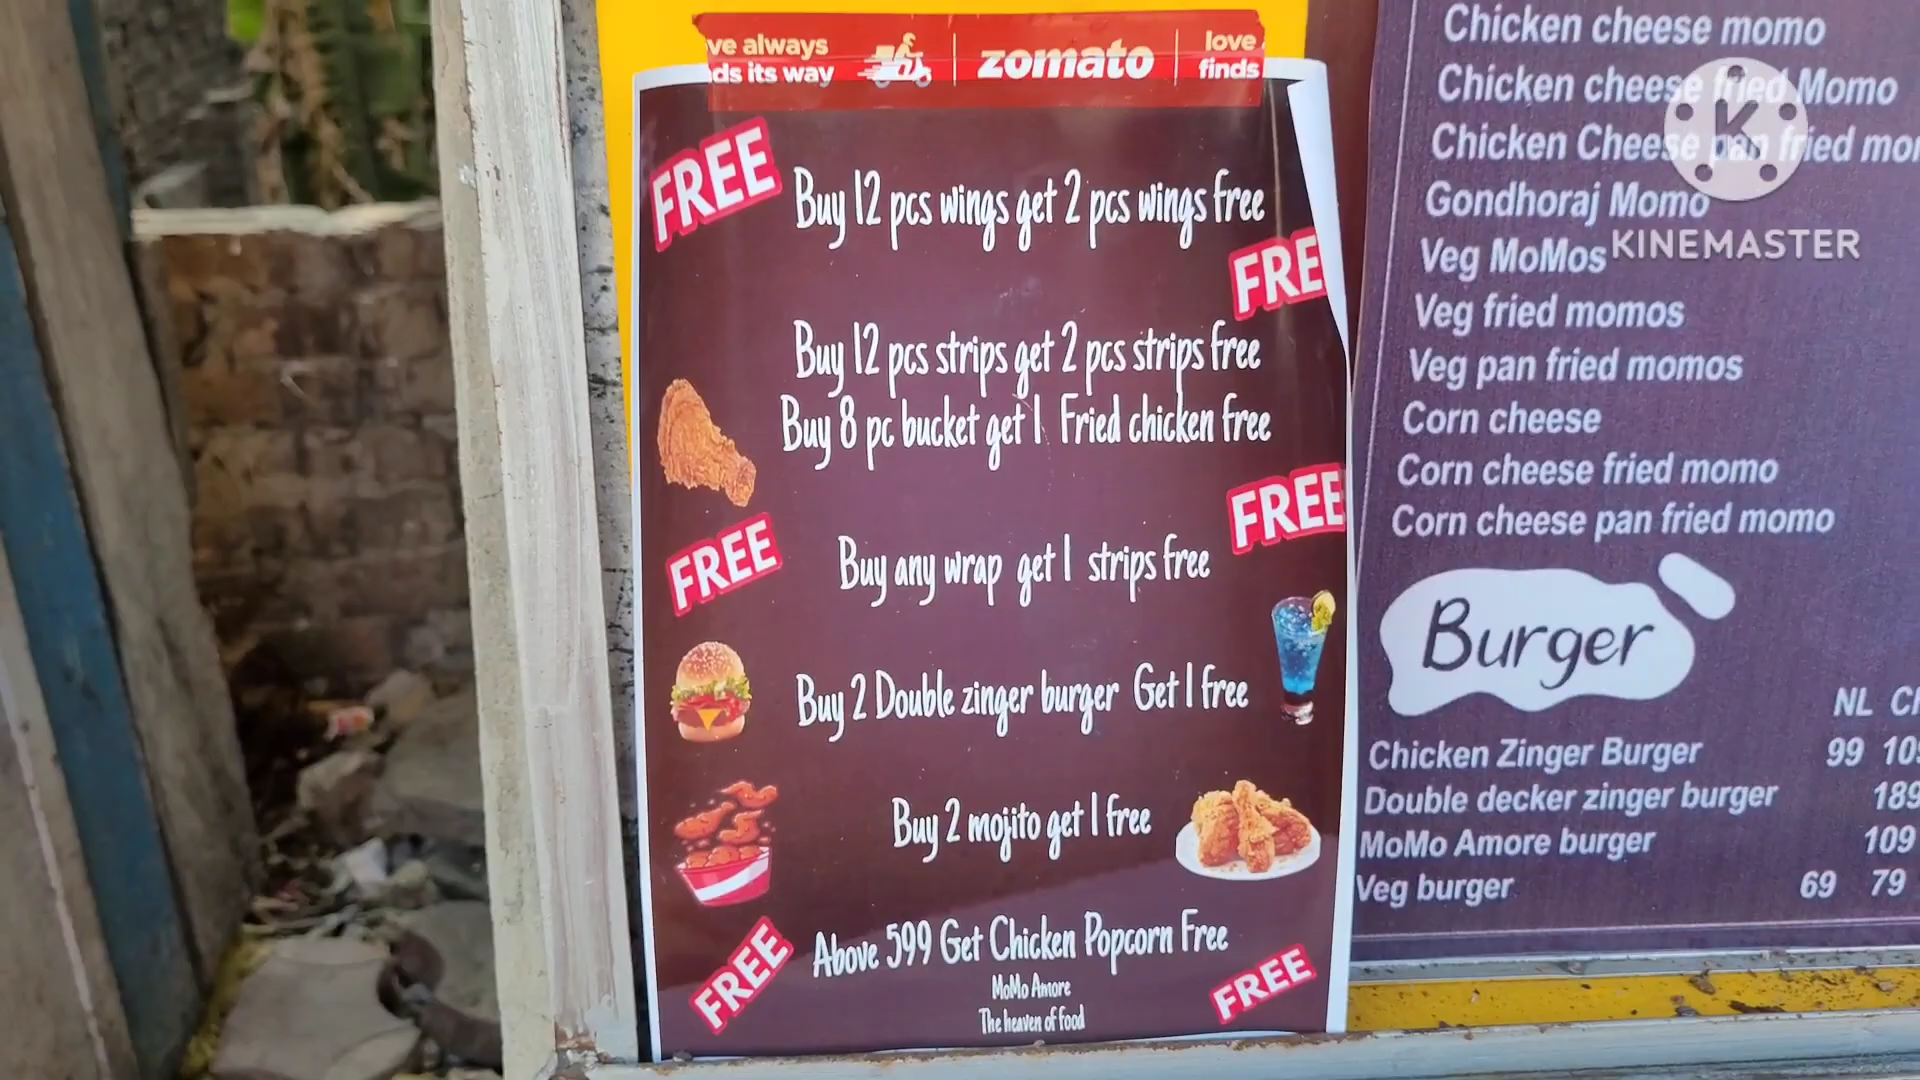 ve always
ds its way
zomato
love
finds
FREE
Buy 12 pcs wings get 2 pcs wings free
FRE
Buy 12 pcs strips get 2 pcs strips free
Buy 8 pc bucket get 1 Fried chicken free
FREE
FREE
Buy any wrap get 1 strips free
Buy 2 Double zinger burger Get 1 free
Buy 2 mojito get 1 free
Above 599 Get Chicken Popcorn Free
FREE
FREE
MoMo Amore
The heaven of food
Chicken cheese momo
Chicken cheese fried Momo
Chicken Cheese pan fried mo
Gondhoraj Momo
Veg MoMos
Veg fried momos
Veg pan fried momos
Corn cheese
Corn cheese fried momo
Corn cheese pan fried momo
K
KINEMASTER
Burger
NL
Chicken Zinger Burger 99 10
Double decker zinger burger 189
MoMo Amore burger 109
Veg burger 69 79